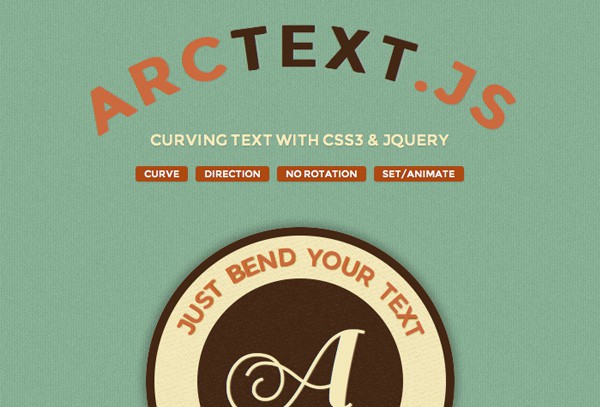 ARCTEXT.JS
CURVING TEXT WITH CSS3 & JQUERY
CURVE DIRECTION NO ROTATION SET/ANIMATE
JUST BEND YOUR TEXT
A